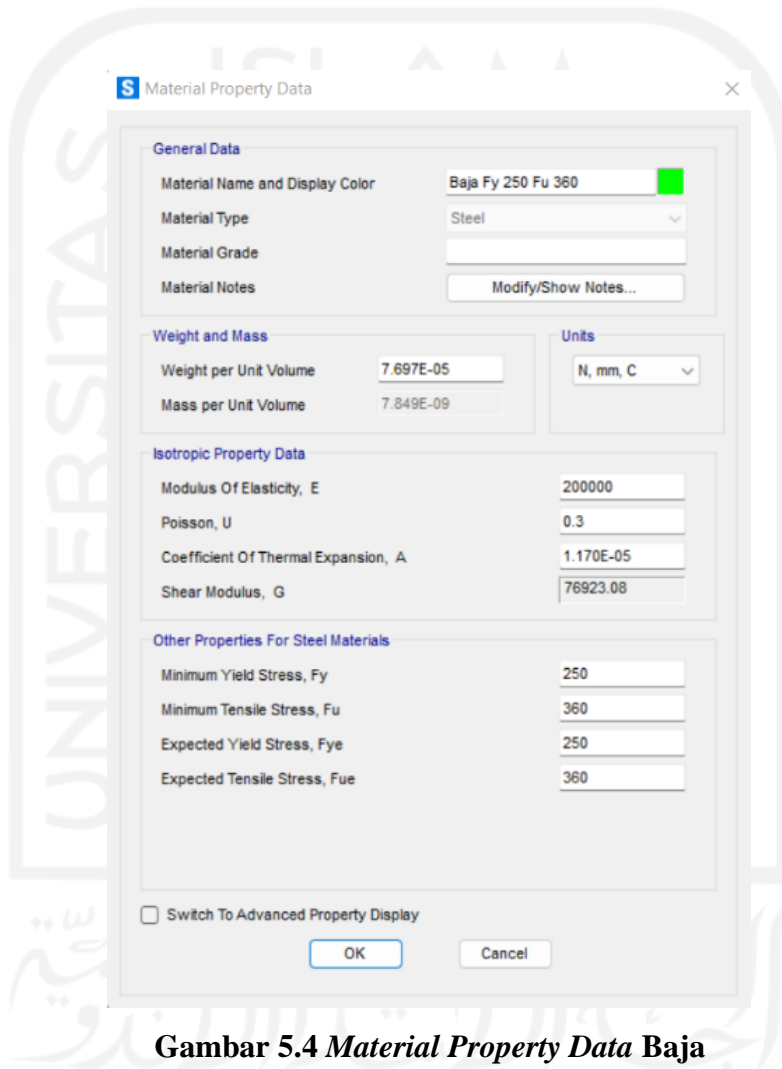 ISLAM
UNIVERSITAS
S Material Property Data
General Data
Material Name and Display Color Baja Fy 250 Fu 360
Material Type Steel
Material Grade
Material Notes Modify/Show Notes...
Weight and Mass
Weight per Unit Volume 7.697E-05
Mass per Unit Volume 7.849E-09
Units
N, mm, C
Isotropic Property Data
Modulus Of Elasticity, E 200000
Poisson, U 0.3
Coefficient Of Thermal Expansion, A 1.170E-05
Shear Modulus, G 76923.08
Other Properties For Steel Materials
Minimum Yield Stress, Fy 250
Minimum Tensile Stress, Fu 360
Expected Yield Stress, Fye 250
Expected Tensile Stress, Fue 360
Switch To Advanced Property Display
OK Cancel
Gambar 5.4 Material Property Data Baja